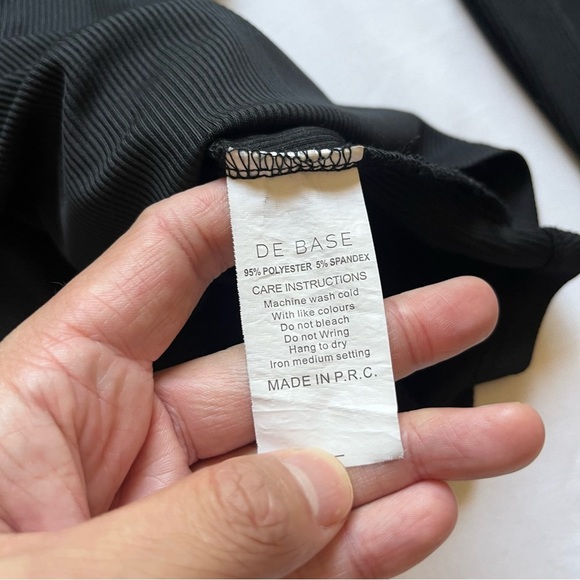 DE BASE
95% POLYESTER 5% SPANDEX
CARE INSTRUCTIONS
Machine wash cold
With like colours
Do not bleach
Do not Wring
Hang to dry
Iron medium setting
MADE IN P.R.C.